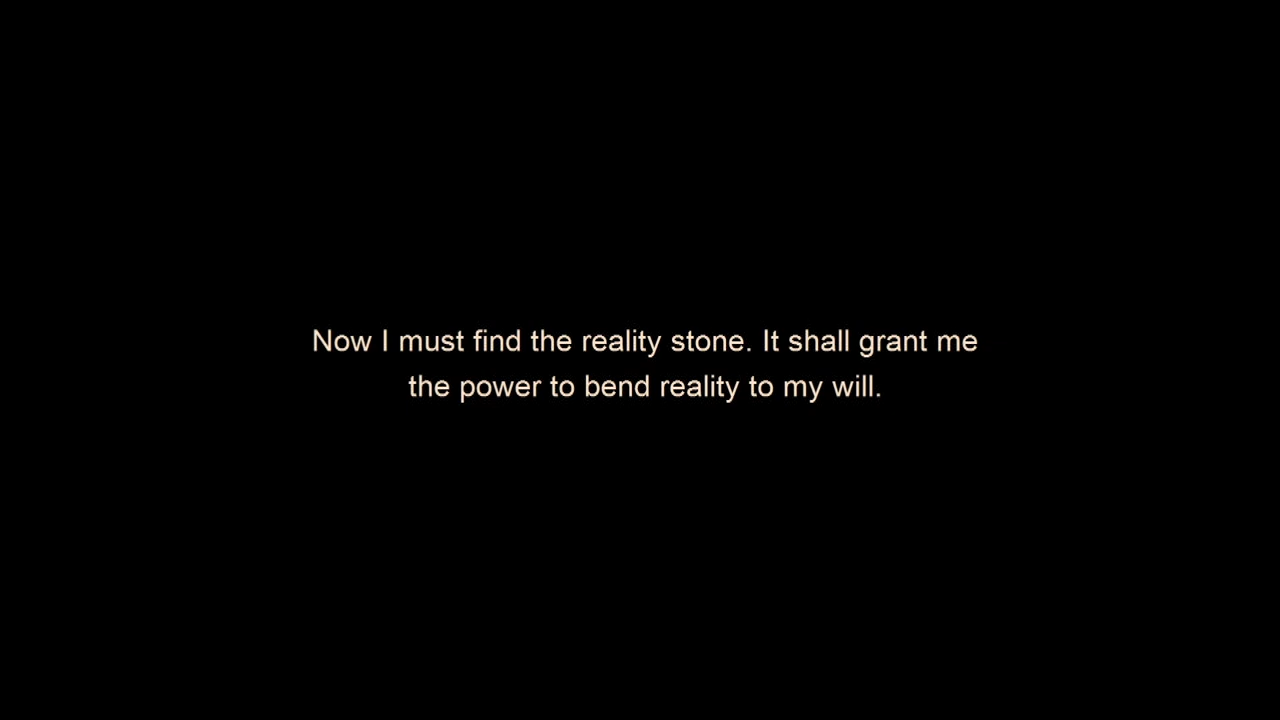 Now I must find the reality stone. It shall grant me
the power to bend reality to my will.